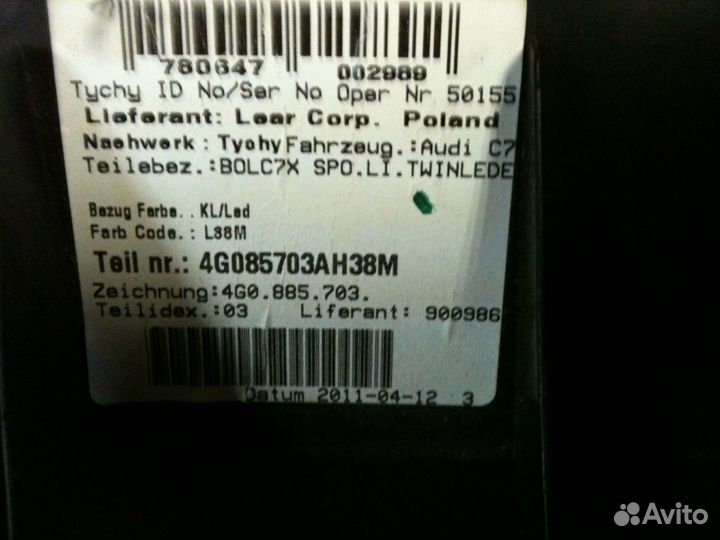 780647 002989
Tychy ID No/Ser No Oper Nr 50155
Lieferant: Lear Corp. Poland
Naehwerk : Tychy Fahrzeug.:Audi C7
Teilebez.:BOLC7X SPO.LI.TWINLEDE
Bezug Farbe. . KL/Led
Farb Code. : L38M
Teil nr.: 4G085703AH38M
Zeichnung:4G0.885.703.
Teilidex.:03 Liferant: 900986
Datum 2011-04-12 3
Avito